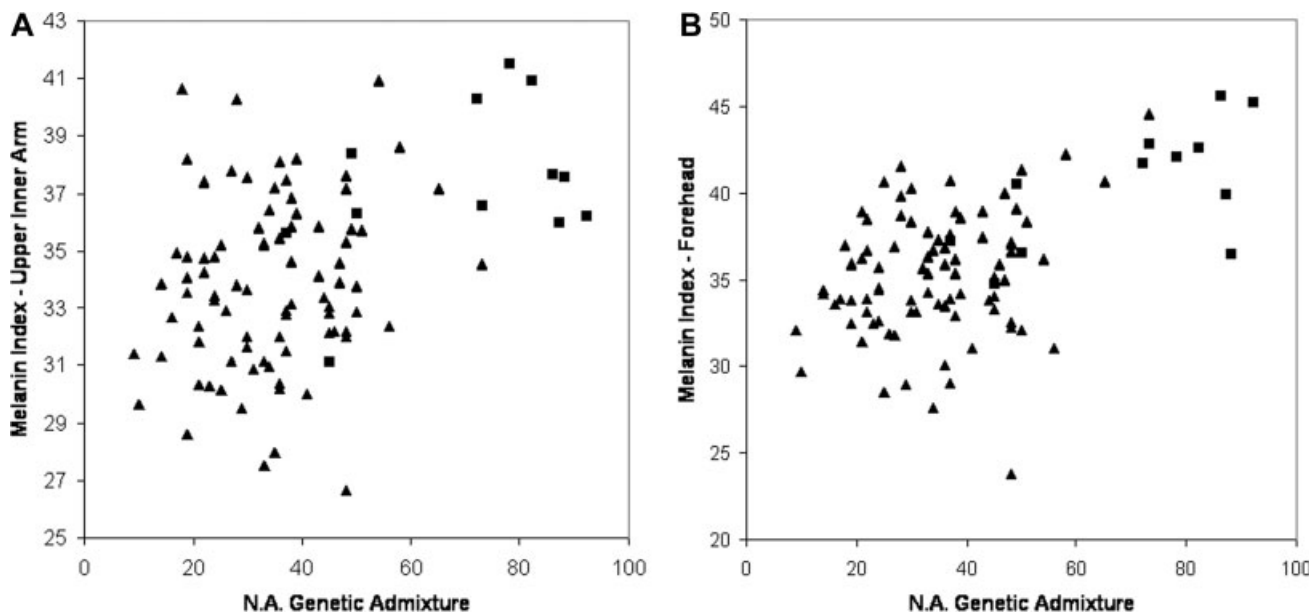 A
43
41
39
37
35
33
31
29
27
25
Melanin Index - Upper Inner Arm
0 20 40 60 80 100
N.A. Genetic Admixture
B
50
45
40
35
30
25
20
Melanin Index - Forehead
0 20 40 60 80 100
N.A. Genetic Admixture